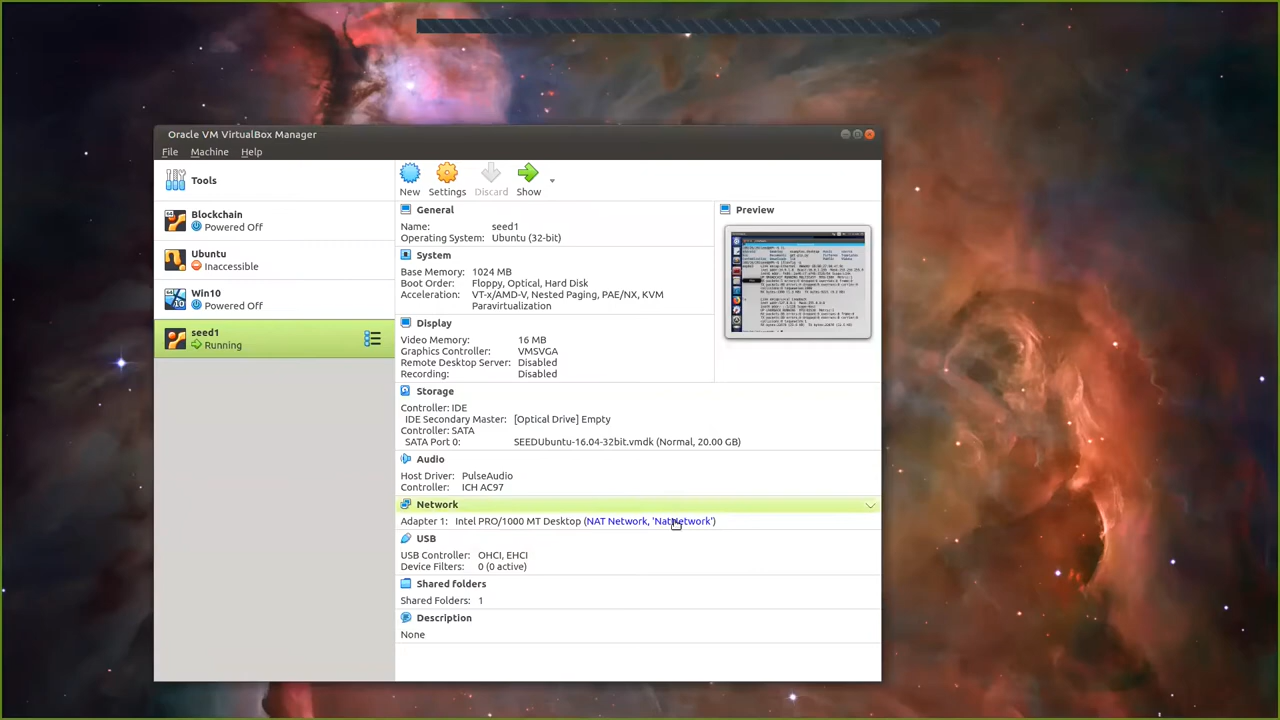 Oracle VM VirtualBox Manager
File Machine Help
Tools
Blockchain
Powered Off
Ubuntu
Inaccessible
Win10
Powered Off
seed1
Running
New Settings Discard Show
General
Name: seed1
Operating System: Ubuntu (32-bit)
System
Base Memory: 1024 MB
Boot Order: Floppy, Optical, Hard Disk
Acceleration: VT-x/AMD-V, Nested Paging, PAE/NX, KVM
Paravirtualization
Display
Video Memory: 16 MB
Graphics Controller: VMSVGA
Remote Desktop Server: Disabled
Recording: Disabled
Preview
Storage
Controller: IDE
IDE Secondary Master: [Optical Drive] Empty
Controller: SATA
SATA Port 0: SEEDUbuntu-16.04-32bit.vmdk (Normal, 20.00 GB)
Audio
Host Driver: PulseAudio
Controller: ICH AC97
Network
Adapter 1: Intel PRO/1000 MT Desktop (NAT Network, 'NatNetwork')
USB
USB Controller: OHCI, EHCI
Device Filters: 0 (0 active)
Shared folders
Shared Folders: 1
Description
None